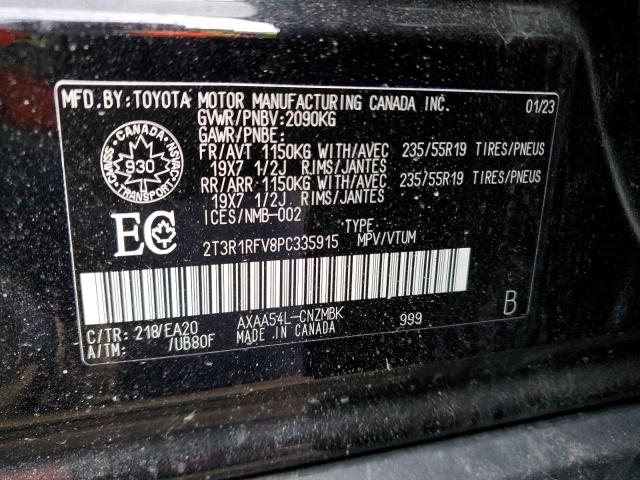 MFD.BY:TOYOTA MOTOR MANUFACTURING CANADA INC. 01/23
GVWR/PNBV:2090KG
GAWR/PNBE:
FR/AVT 1150KG WITH/AVEC 235/55R19 TIRES/PNEUS
19X7 1/2J RIMS/JANTES
RR/ARR 1150KG WITH/AVEC 235/55R19 TIRES/PNEUS
19X7 1/2J RIMS/JANTES
ICES/NMB-002
CANADA
930
TRANSPORT
CMVSS
NSVAC
EC
TYPE
2T3R1RFV8PC335915 MPV/VTUM
C/TR: 218/EA20 AXAA54L-CNZMBK 999 B
A/TM: /UB80F MADE IN CANADA